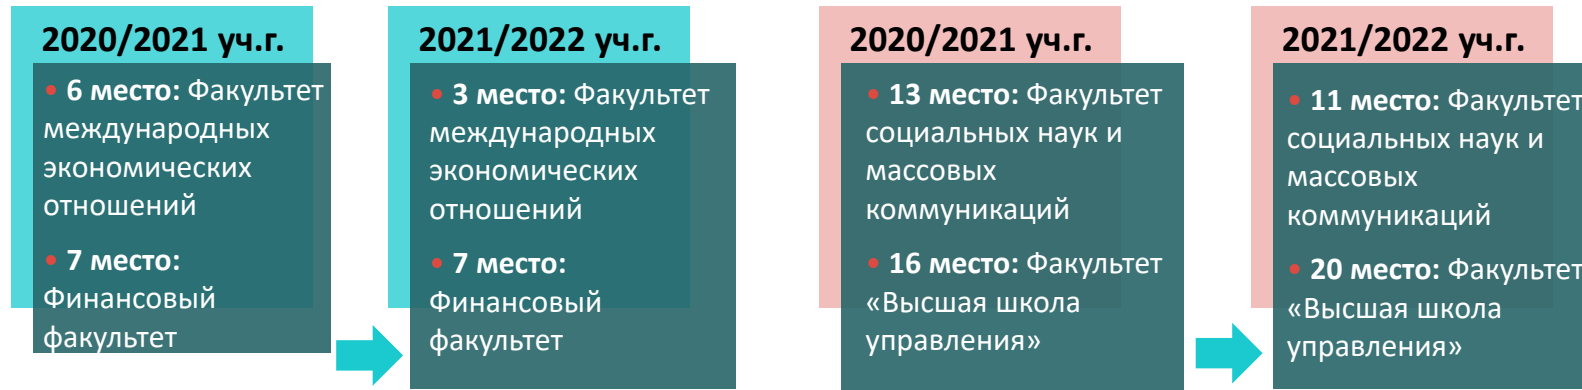 2020/2021 уч.г.
• 6 место: Факультет
международных
экономических
отношений
• 7 место:
Финансовый
факультет
2021/2022 уч.г.
• 3 место: Факультет
международных
экономических
отношений
• 7 место:
Финансовый
факультет
2020/2021 уч.г.
• 13 место: Факультет
социальных наук и
массовых
коммуникаций
• 16 место: Факультет
«Высшая школа
управления»
2021/2022 уч.г.
• 11 место: Факультет
социальных наук и
массовых
коммуникаций
• 20 место: Факультет
«Высшая школа
управления»